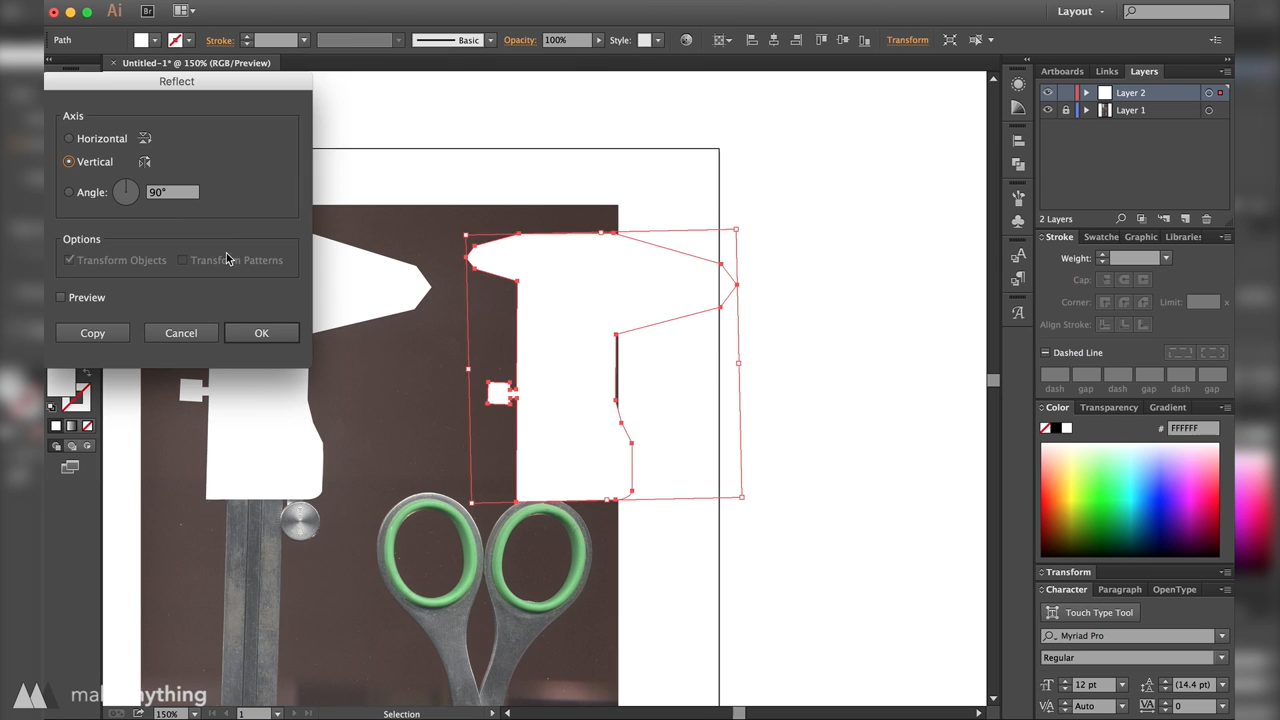 Ai Br Layout
Path Stroke: Basic Opacity: 100% Style: Transform
× Untitled-1* @ 150% (RGB/Preview)
Reflect
Axis
Horizontal
Vertical
Angle: 90°
Options
Transform Objects Transform Patterns
Preview
Copy Cancel OK
Artboards Links Layers
Layer 2
Layer 1
2 Layers
Stroke Swatche Graphic Libraries
Weight:
Cap:
Corner: Limit: x
Align Stroke:
Dashed Line
dash gap dash gap dash gap
Color Transparency Gradient
# FFFFFF
Transform
Character Paragraph OpenType
Touch Type Tool
Myriad Pro
Regular
12 pt (14.4 pt)
Auto 0
150% 1 Selection